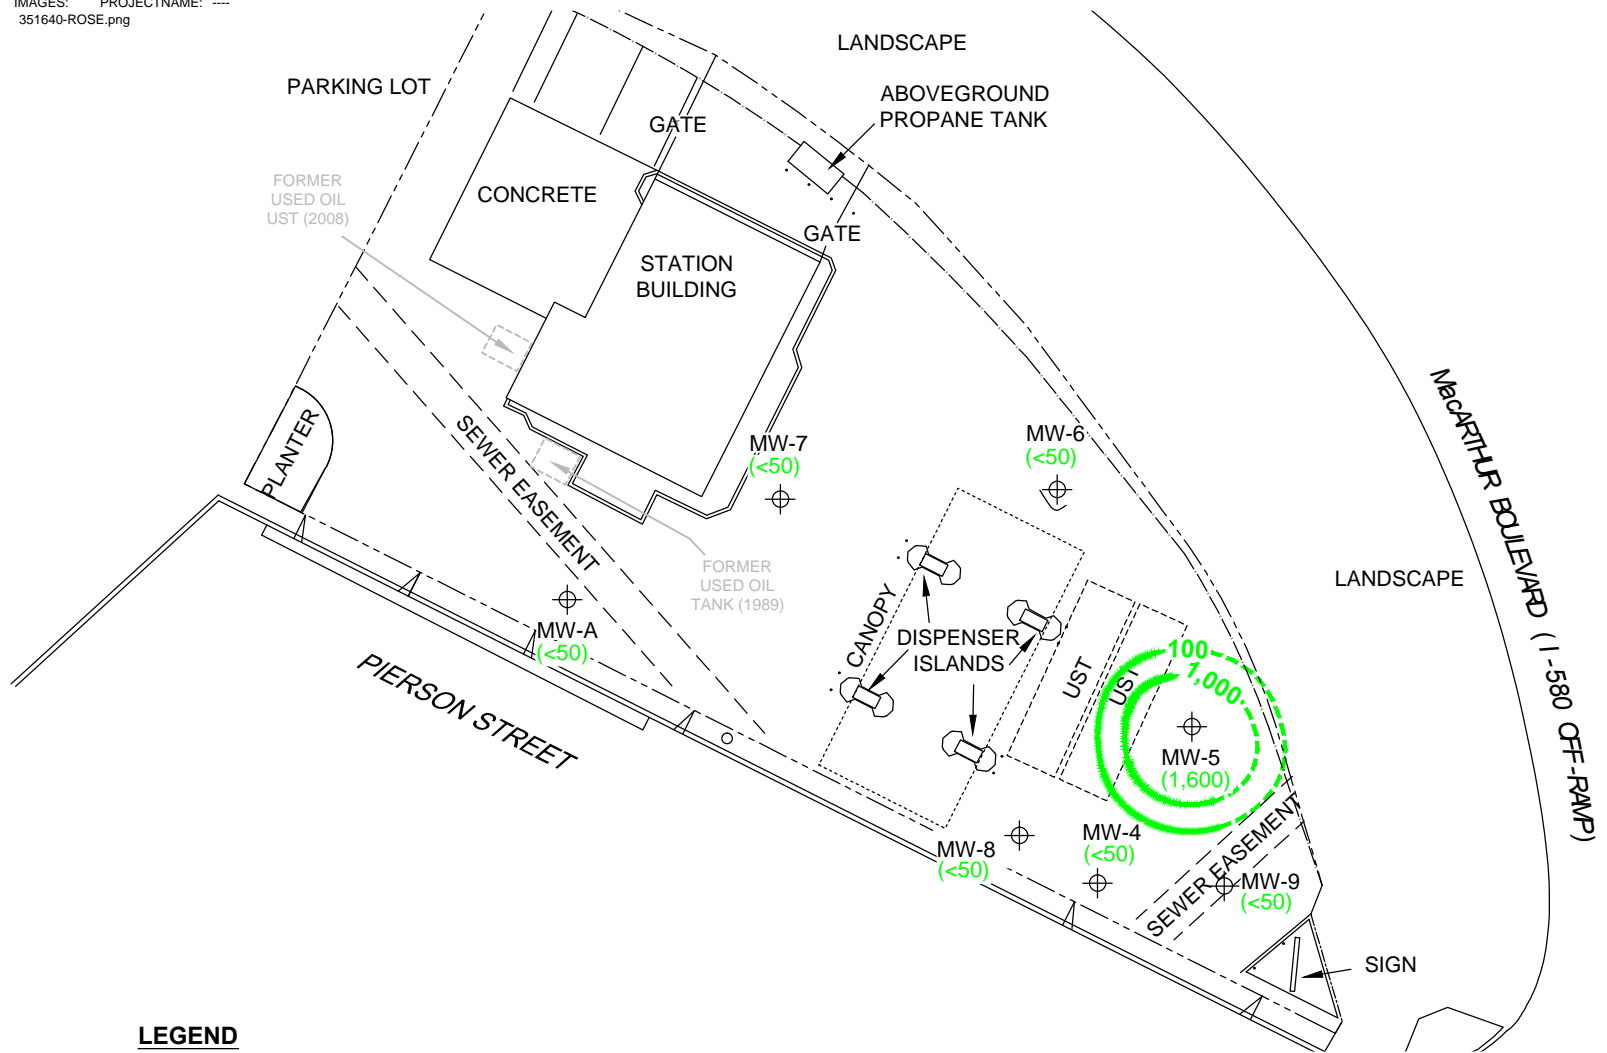 IMAGES: PROJECTNAME: ----
351640-ROSE.png
LANDSCAPE
PARKING LOT
ABOVEGROUND
PROPANE TANK
GATE
FORMER
USED OIL
UST (2008)
CONCRETE
GATE
STATION
BUILDING
MacARTHUR BOULEVARD (I-580 OFF-RAMP)
PLANTER
SEWER EASEMENT
MW-7
(<50)
MW-6
(<50)
FORMER
USED OIL
TANK (1989)
LANDSCAPE
CANOPY
DISPENSER
ISLANDS
MW-A
(<50)
UST
UST
100
1,000
PIERSON STREET
MW-5
(1,600)
MW-8
(<50)
MW-4
(<50)
SEWER EASEMENT
MW-9
(<50)
SIGN
LEGEND